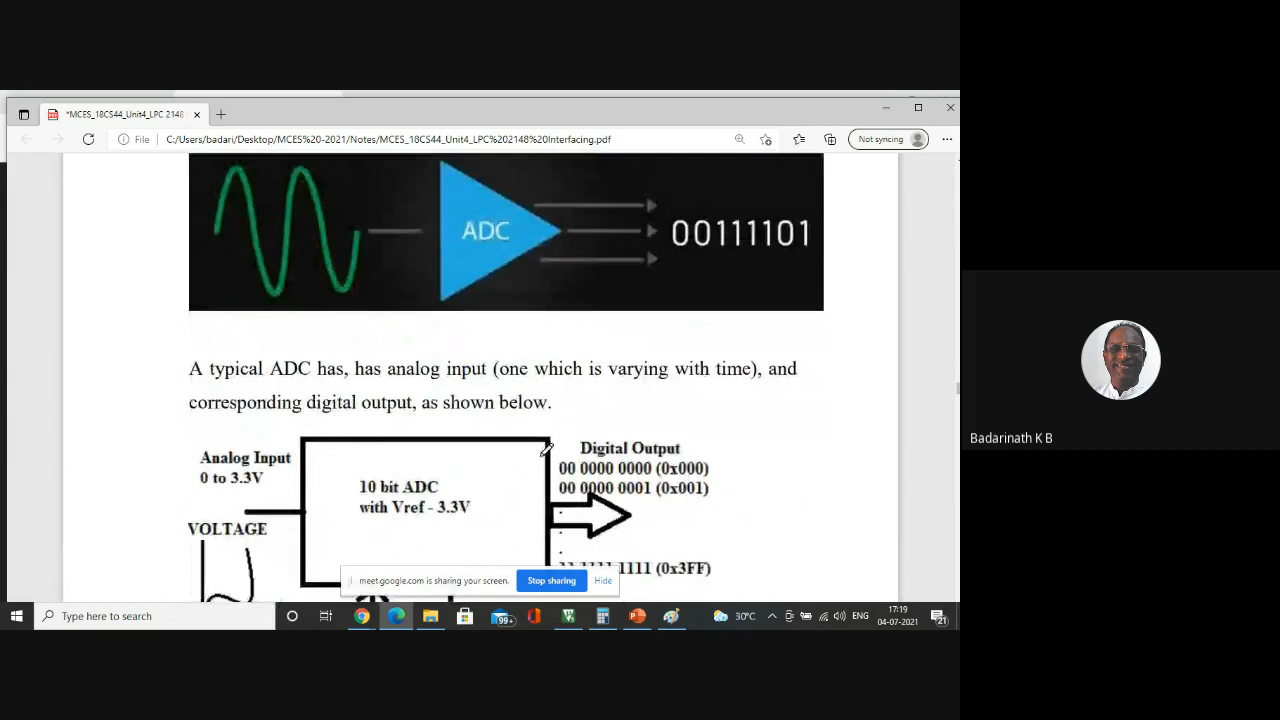 *MCES_18CS44_Unit4_LPC 2148
File
C:/Users/badari/Desktop/MCES%20-2021/Notes/MCES_18CS44_Unit4_LPC%202148%20Interfacing.pdf
Not syncing
ADC
00111101
A typical ADC has, has analog input (one which is varying with time), and
corresponding digital output, as shown below.
Analog Input
0 to 3.3V
VOLTAGE
10 bit ADC
with Vref - 3.3V
Digital Output
00 0000 0000 (0x000)
00 0000 0001 (0x001)
.
.
.
1111 (0x3FF)
meet.google.com is sharing your screen.
Stop sharing
Hide
Badarinath K B
Type here to search
99+
30°C
ENG
17:19
04-07-2021
21